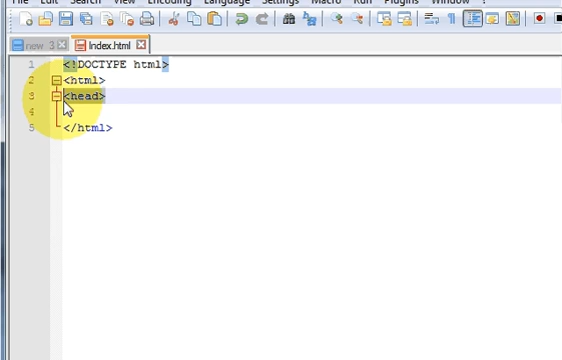 File Edit Search View Encoding Language Settings Macro Run Plugins Window ?
new 3 Index.html
1 <!DOCTYPE html>
2 <html>
3 <head>
4
5 </html>